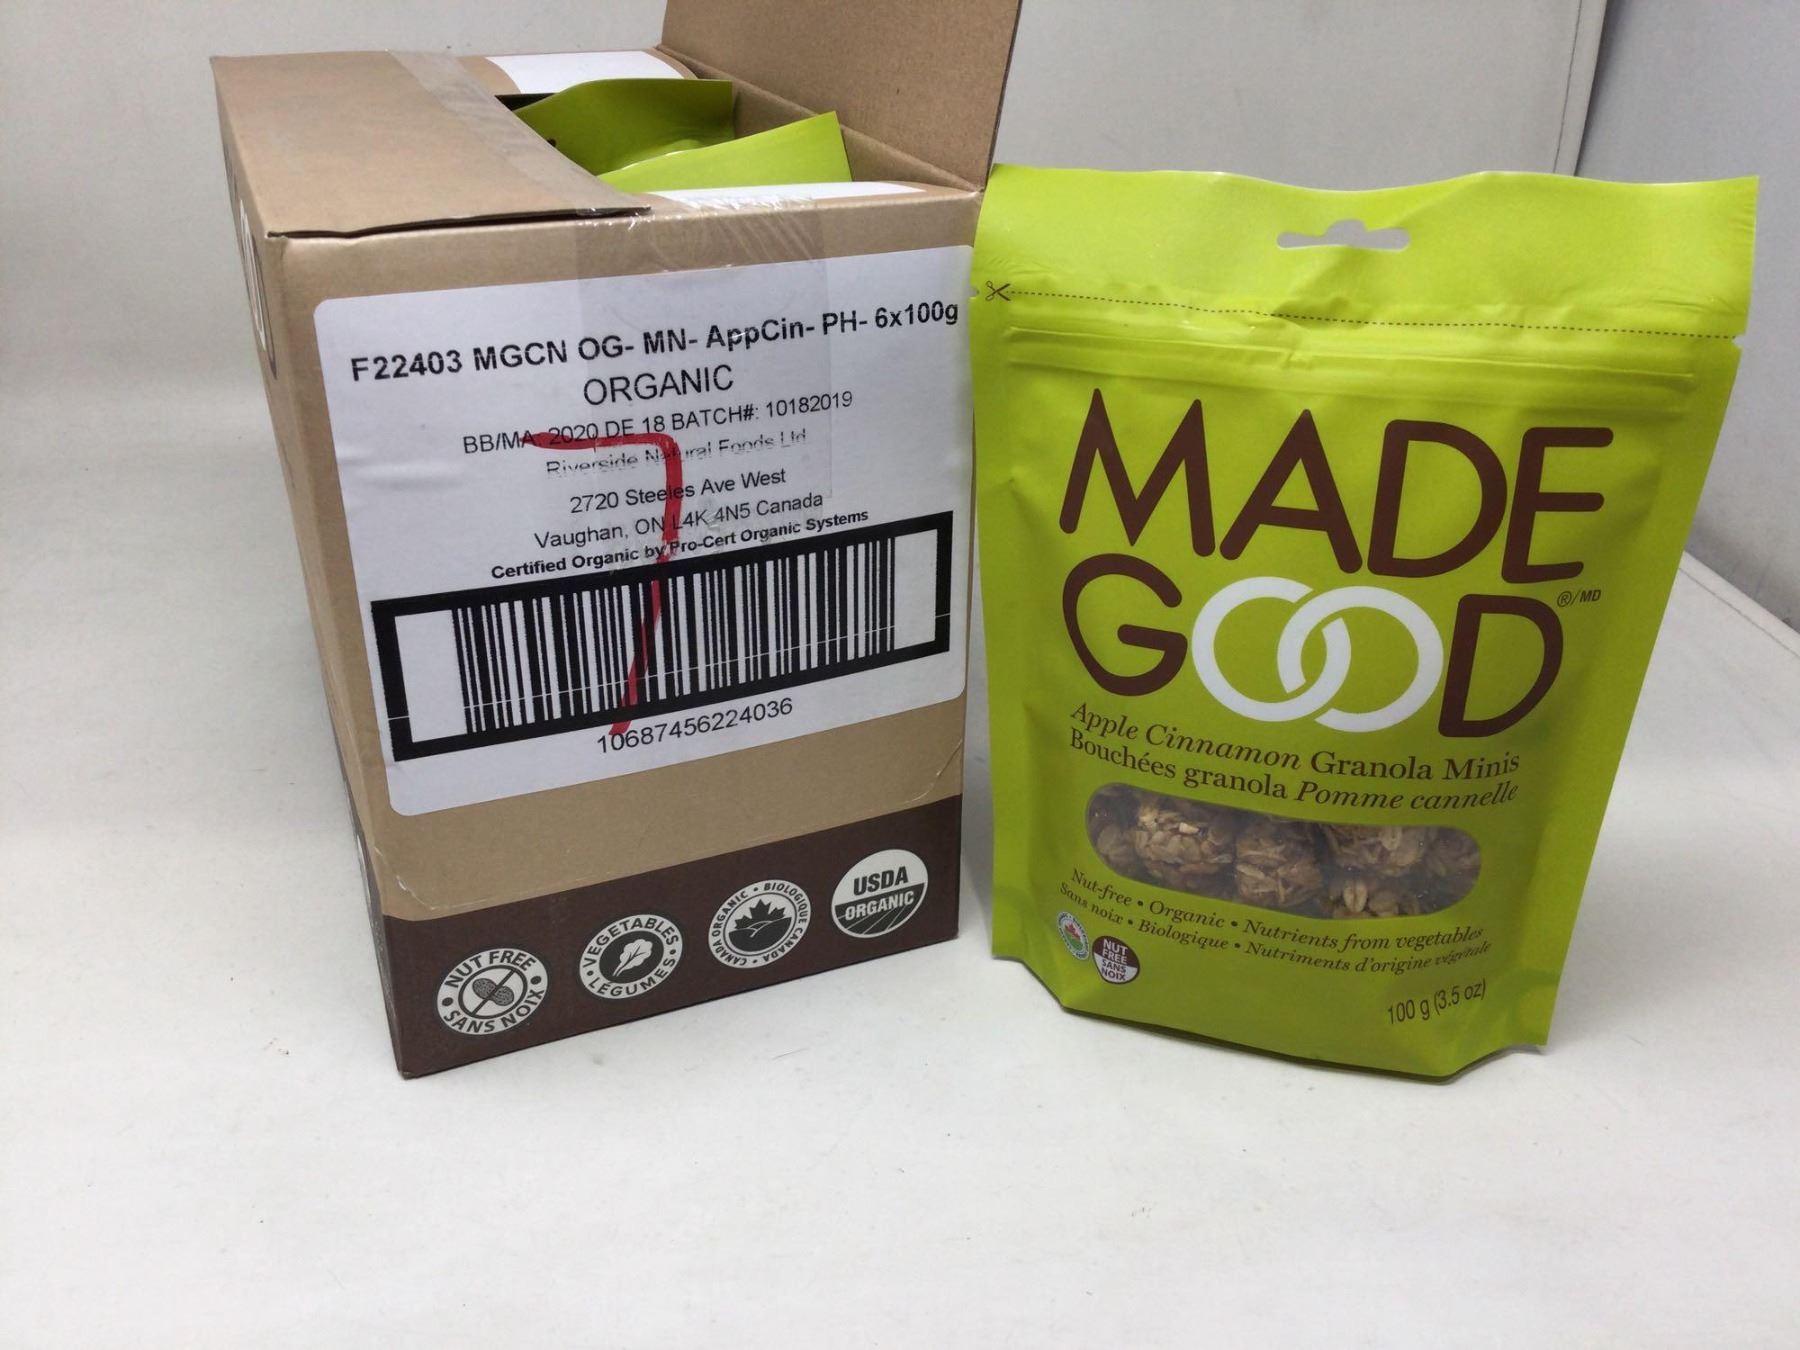 F22403 MGCN OG- MN- AppCin- PH- 6x100g
ORGANIC
BB/MA 2020 DE 18 BATCH#: 10182019
Riverside Natural Foods Ltd
2720 Steeles Ave West
Vaughan, ON L4K 4N5 Canada
Certified Organic by Pro-Cert Organic Systems
10687456224036
NUT FREE • SANS NOIX •
VEGETABLES • LÉGUMES •
CANADA ORGANIC • BIOLOGIQUE CANADA •
USDA
ORGANIC
MADE
GOOD
®/MD
Apple Cinnamon Granola Minis
Bouchées granola Pomme cannelle
Nut-free • Organic • Nutrients from vegetables
Sans noix • Biologique • Nutriments d'origine végétale
NUT
FREE
SANS
NOIX
100 g (3.5 oz)